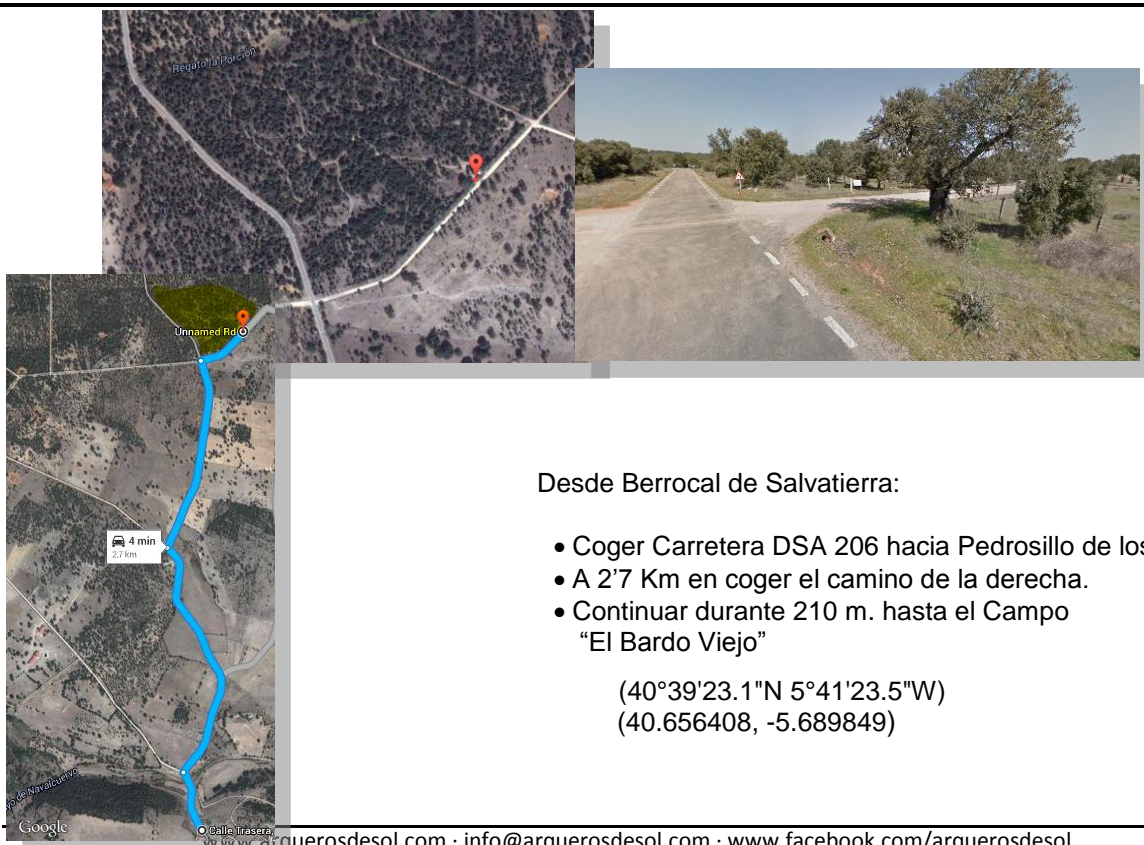 Regato la Porción
Unnamed Rd
4 min
2,7 km
de Navalcuervo
Google
Calle Trasera,
Desde Berrocal de Salvatierra:
• Coger Carretera DSA 206 hacia Pedrosillo de los
• A 2’7 Km en coger el camino de la derecha.
• Continuar durante 210 m. hasta el Campo
“El Bardo Viejo”
(40°39'23.1"N 5°41'23.5"W)
(40.656408, -5.689849)
www.arquerosdesol.com · info@arquerosdesol.com · www.facebook.com/arquerosdesol